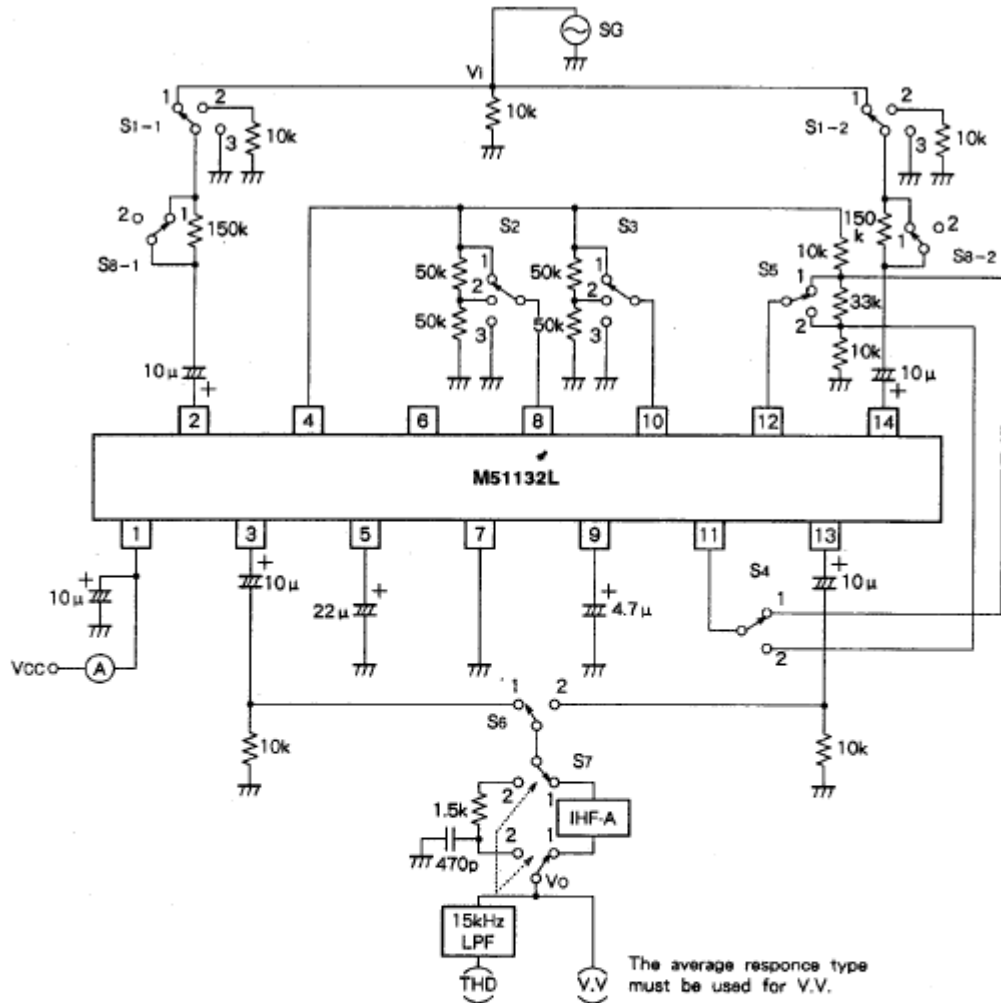 SG
Vi
1 2 10k 1 2
S1-1 3 10k S1-2 3 10k
2 1 150k S2 S3 150 k 1 2
S8-1 50k 1 50k 1 10k S5 1 S8-2
2 2 33k
50k 3 50k 3 2
10μ + 10k 10μ +
2 4 6 8 10 12 14
M51132L
1 3 5 7 9 11 13
+ + + + S4 +
10μ 10μ 22μ 4.7μ 1 10μ
VCC A 2
1 2
S6
10k S7 10k
2 1
1.5k IHF-A
2 1
470p Vo
15kHz
LPF
THD V.V
The average responce type
must be used for V.V.